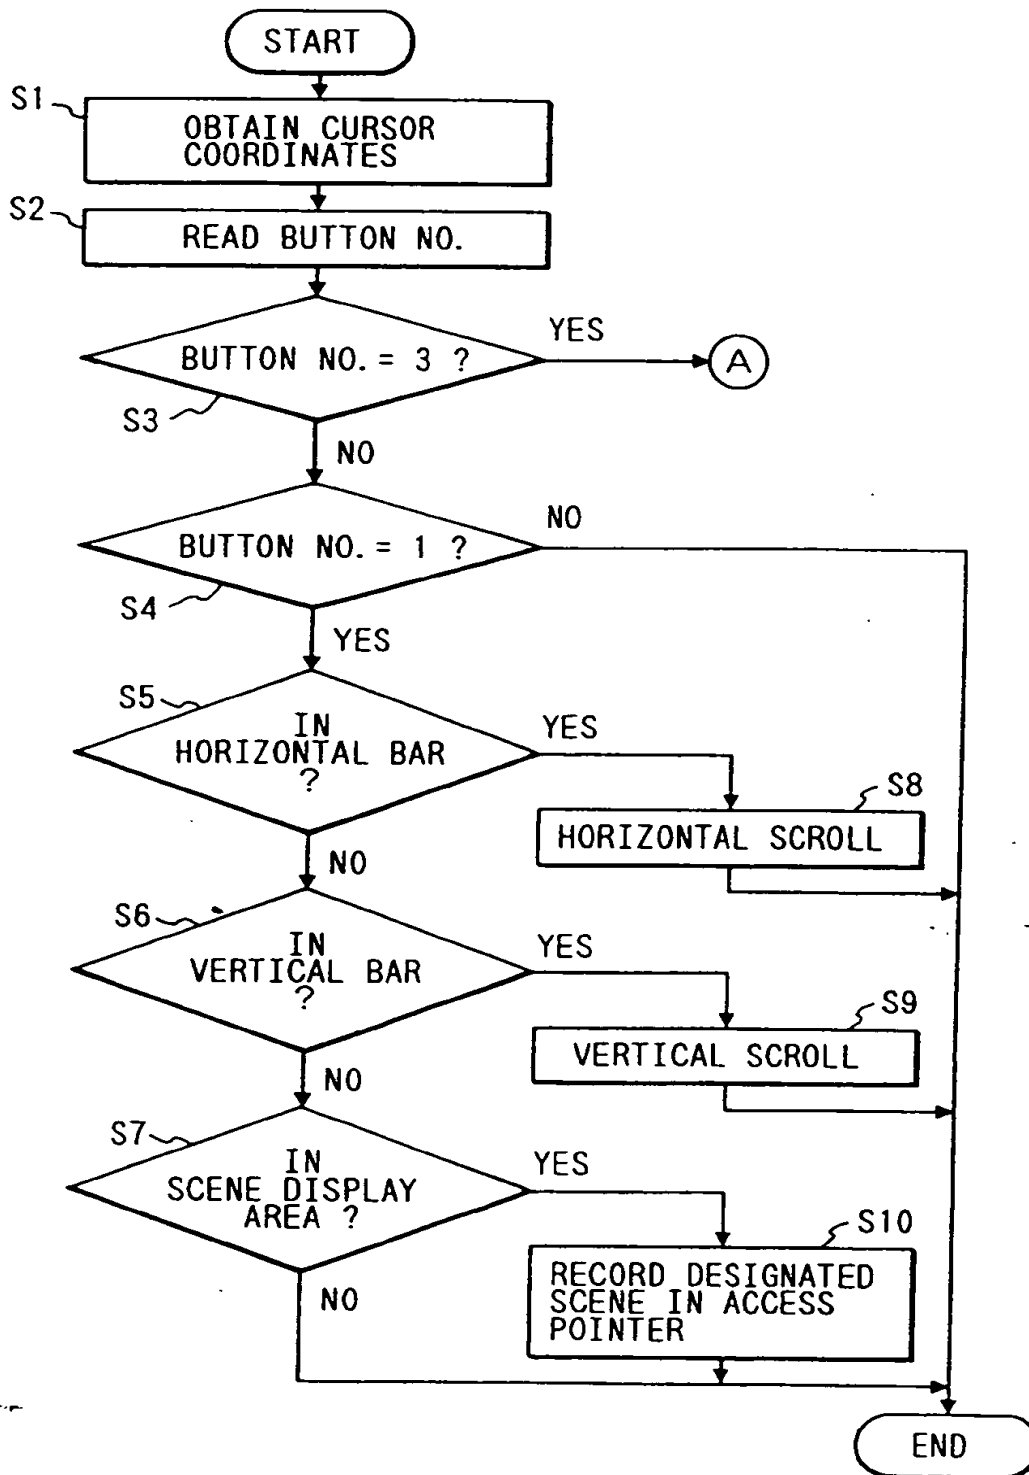 START
S1
OBTAIN CURSOR
COORDINATES
S2
READ BUTTON NO.
BUTTON NO. = 3 ?
YES
A
S3
NO
BUTTON NO. = 1 ?
NO
S4
YES
S5
IN
HORIZONTAL BAR
?
YES
S8
HORIZONTAL SCROLL
NO
S6
IN
VERTICAL BAR
?
YES
S9
VERTICAL SCROLL
NO
S7
IN
SCENE DISPLAY
AREA ?
YES
S10
RECORD DESIGNATED
SCENE IN ACCESS
POINTER
NO
END